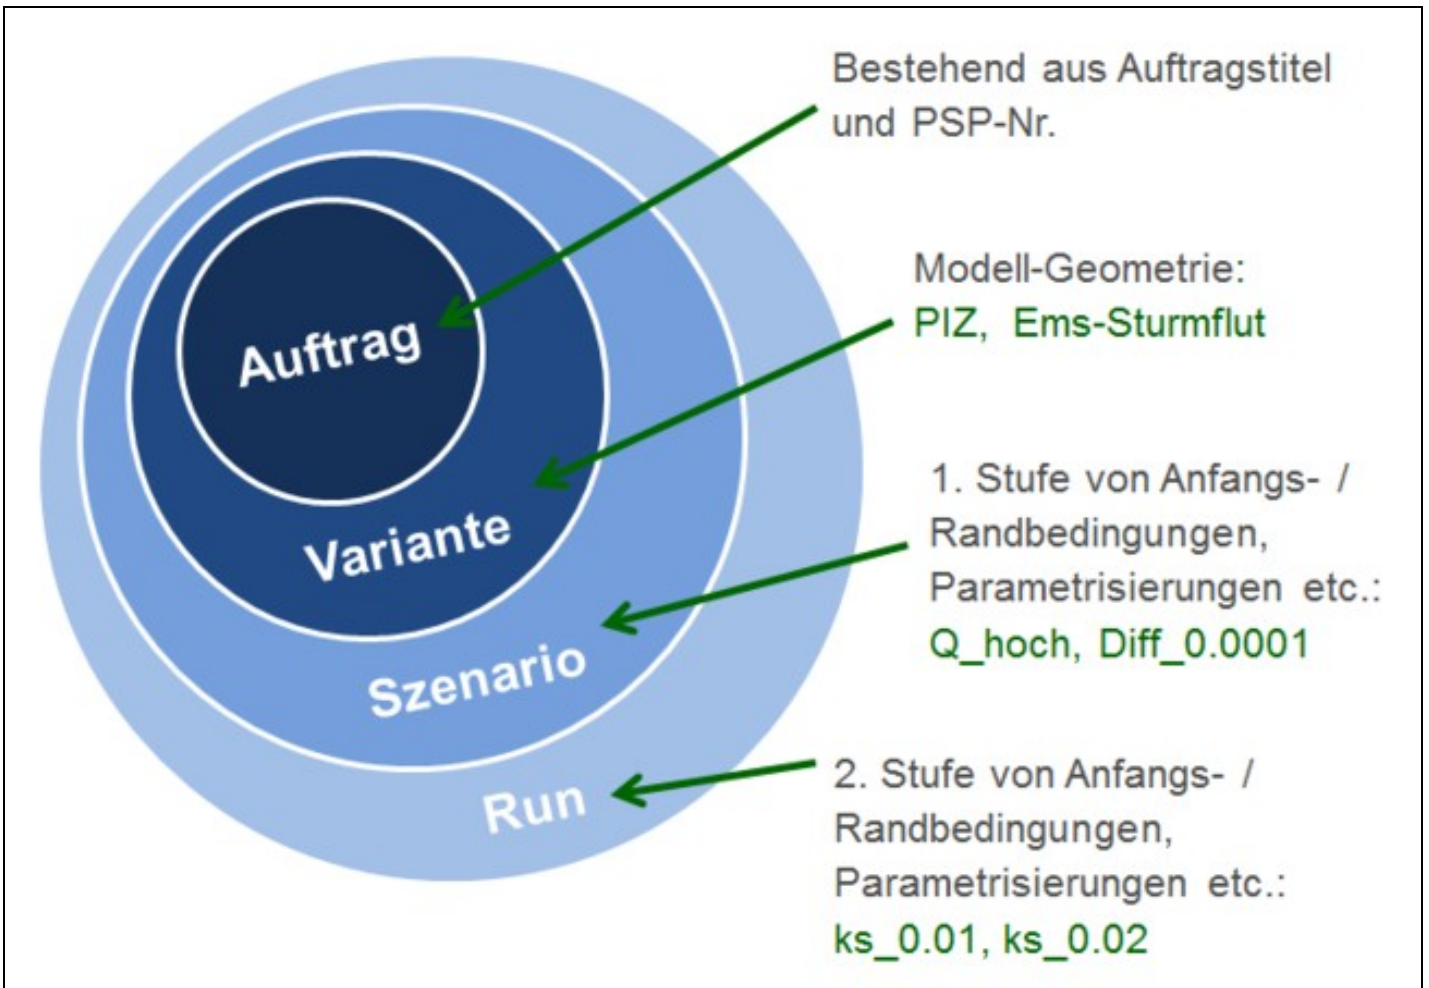 Bestehend aus Auftragstitel
und PSP-Nr.
Auftrag
Modell-Geometrie:
PIZ, Ems-Sturmflut
Variante
1. Stufe von Anfangs- /
Randbedingungen,
Parametrisierungen etc.:
Q_hoch, Diff_0.0001
Szenario
2. Stufe von Anfangs- /
Randbedingungen,
Parametrisierungen etc.:
ks_0.01, ks_0.02
Run